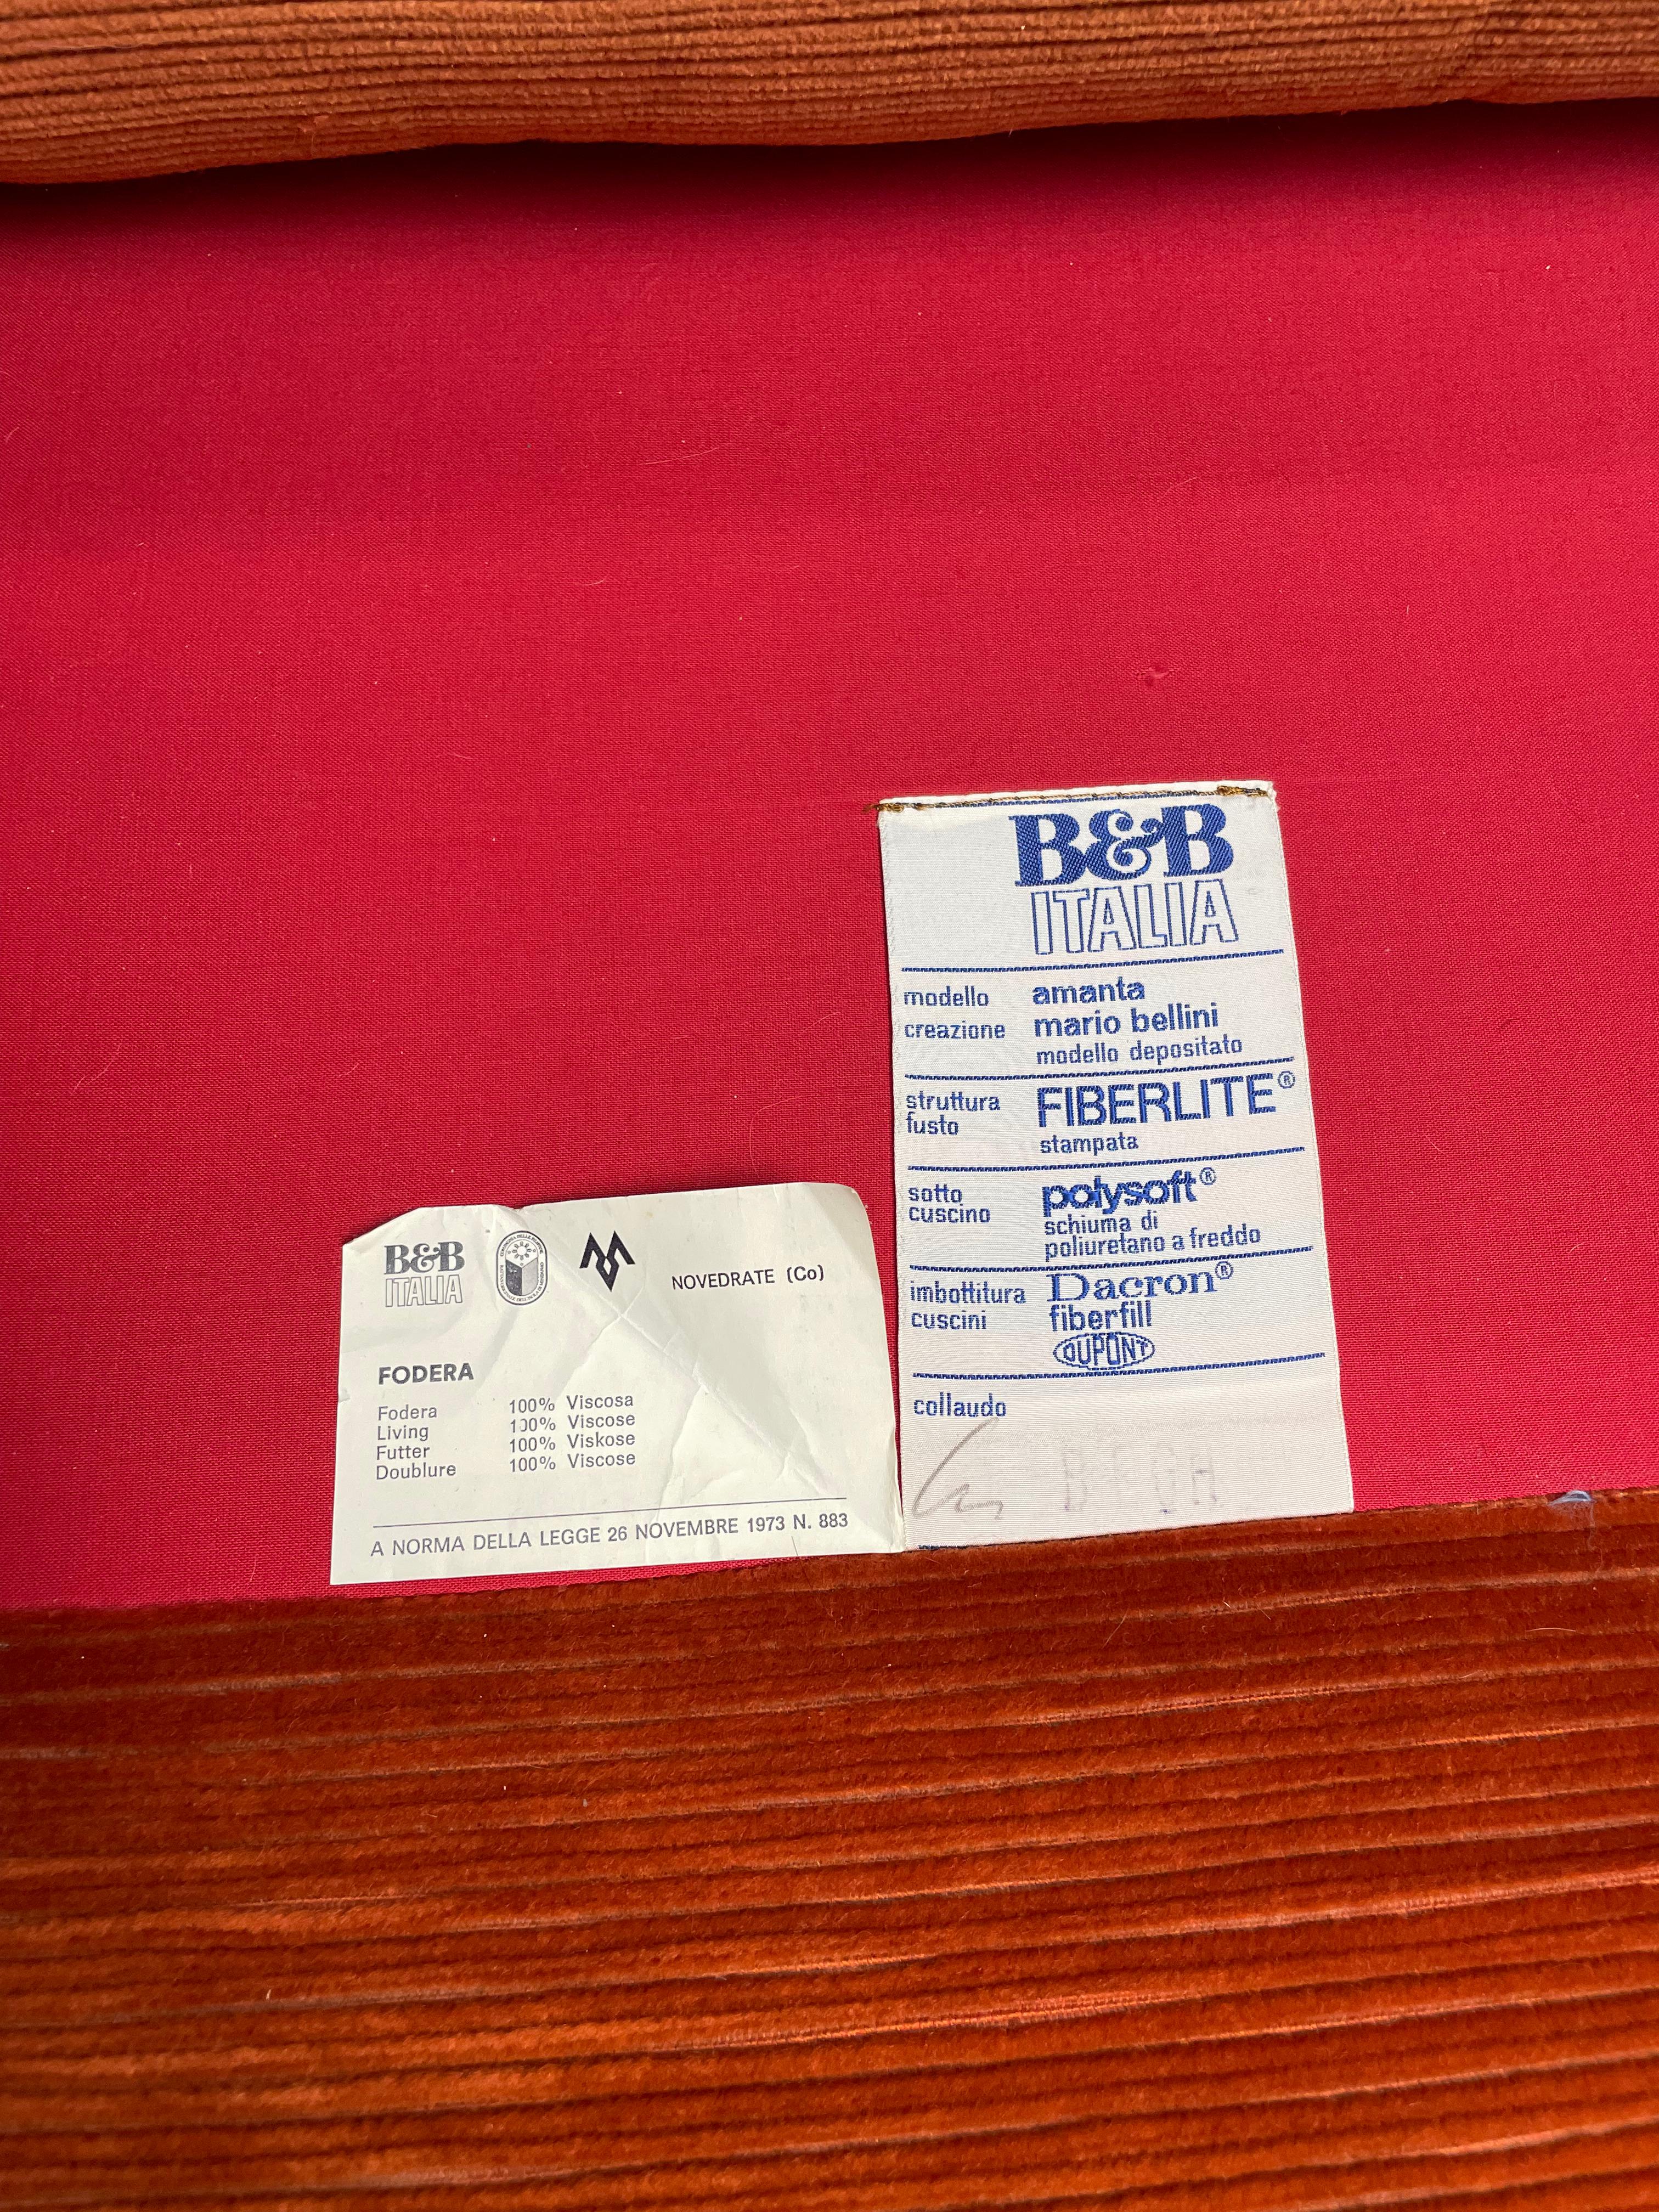 B&B
ITALIA
modello amanta
creazione mario bellini
modello depositato
struttura fusto FIBERLITE®
stampata
sotto cuscino polysoft®
schiuma di
poliuretano a freddo
imbottitura cuscini Dacron®
fiberfill
DUPONT
collaudo
B&B
ITALIA
NOVEDRATE (Co)
FODERA
Fodera 100% Viscosa
Living 100% Viscose
Futter 100% Viskose
Doublure 100% Viscose
A NORMA DELLA LEGGE 26 NOVEMBRE 1973 N. 883